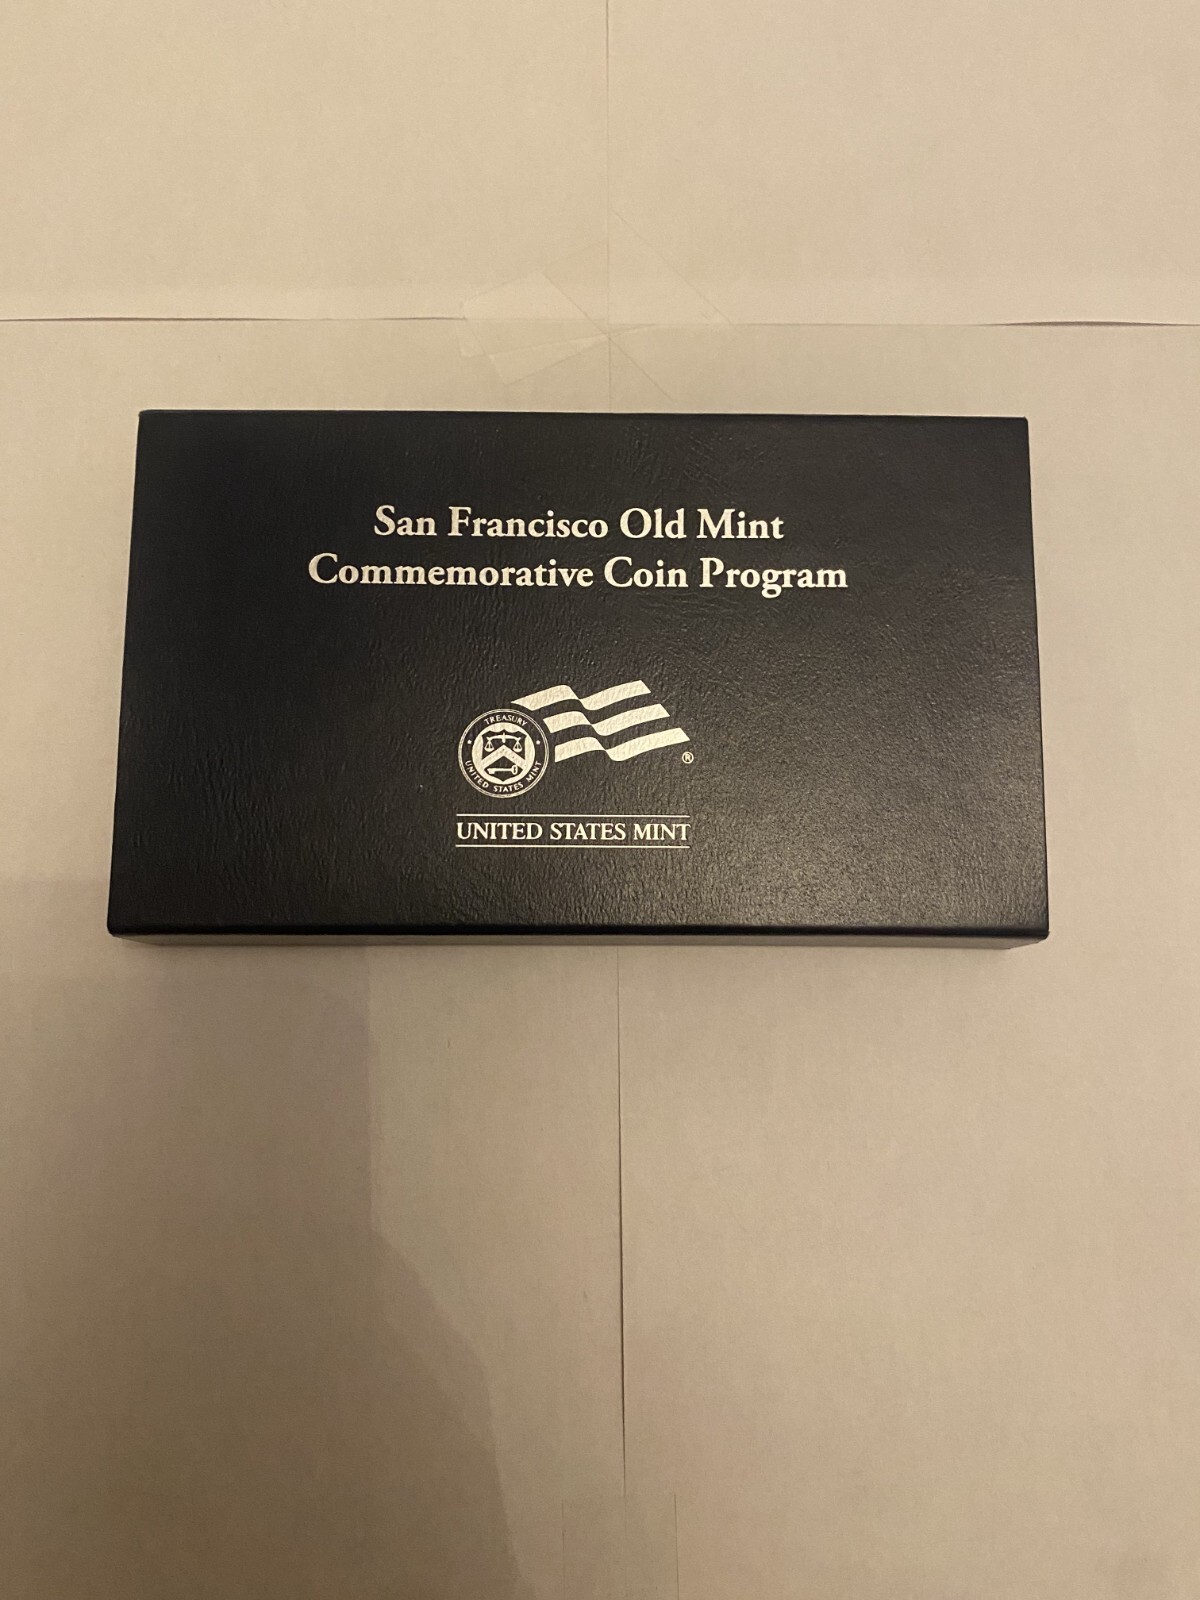 San Francisco Old Mint
Commemorative Coin Program
TREASURY
UNITED STATES MINT
®
UNITED STATES MINT